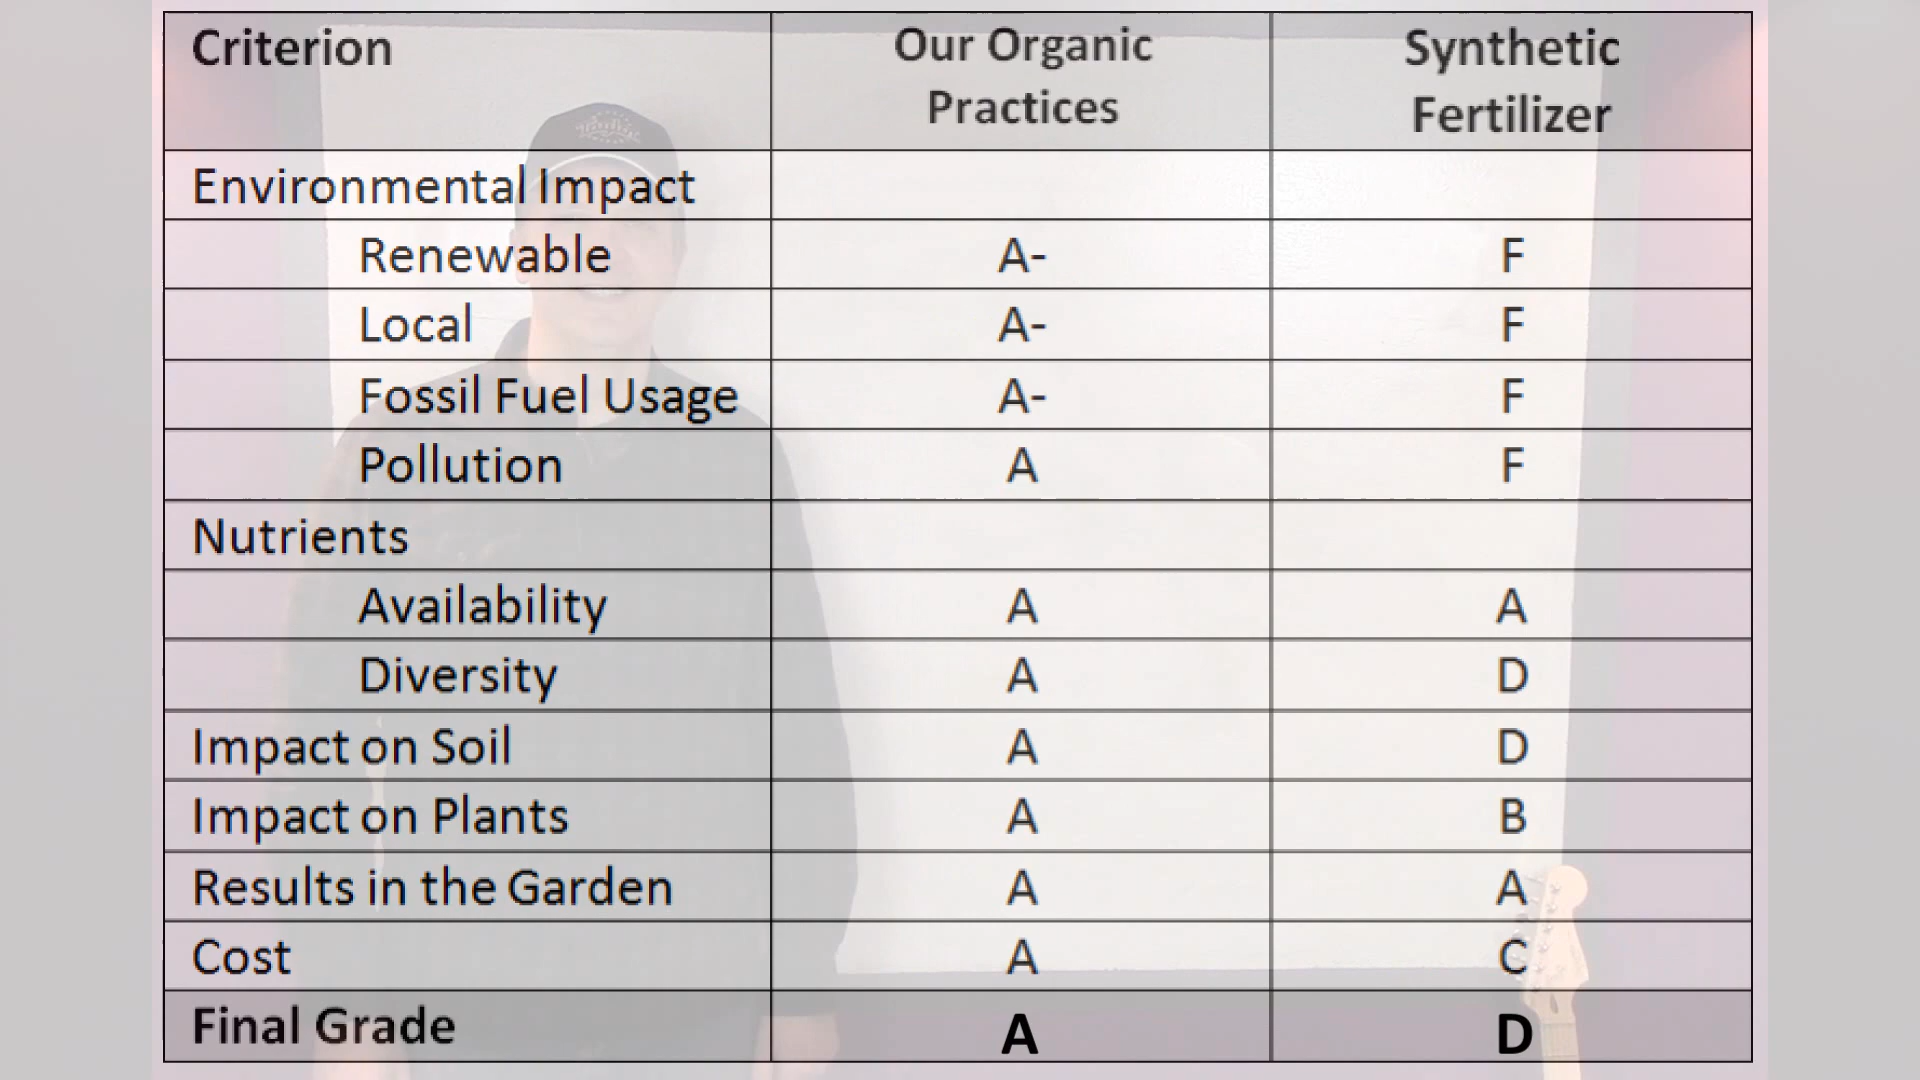 Criterion Our Organic Practices Synthetic Fertilizer
Environmental Impact
Renewable A- F
Local A- F
Fossil Fuel Usage A- F
Pollution A F
Nutrients
Availability A A
Diversity A D
Impact on Soil A D
Impact on Plants A B
Results in the Garden A A
Cost A C
Final Grade A D